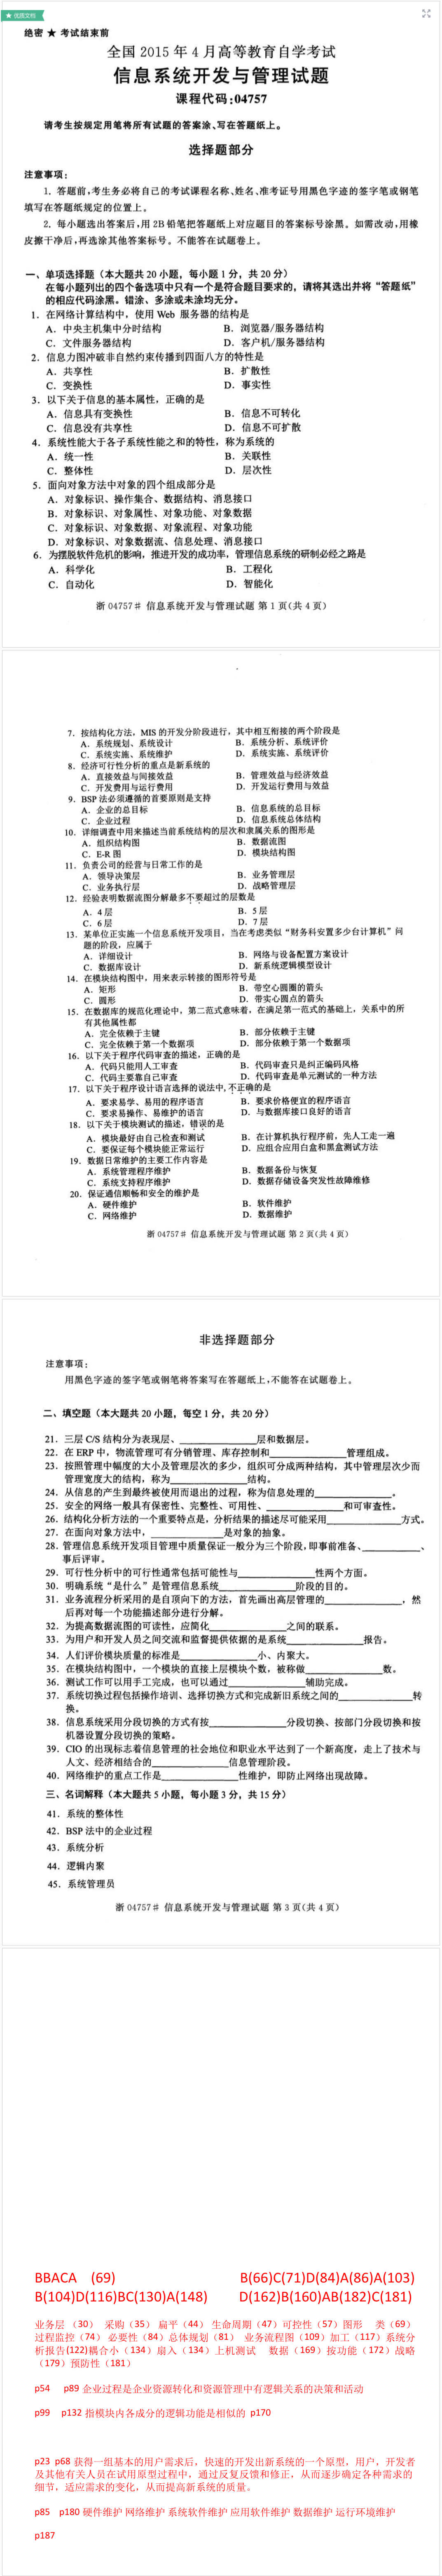 ★ 优质文档
绝密 ★ 考试结束前
全国 2015 年 4 月高等教育自学考试
信息系统开发与管理试题
课程代码:04757
请考生按规定用笔将所有试题的答案涂、写在答题纸上。
选择题部分
注意事项:
1. 答题前,考生务必将自己的考试课程名称、姓名、准考证号用黑色字迹的签字笔或钢笔
填写在答题纸规定的位置上。
2. 每小题选出答案后,用 2B 铅笔把答题纸上对应题目的答案标号涂黑。如需改动,用橡
皮擦干净后,再选涂其他答案标号。不能答在试题卷上。
一、单项选择题（本大题共 20 小题，每小题 1 分，共 20 分）
在每小题列出的四个备选项中只有一个是符合题目要求的，请将其选出并将“答题纸”
的相应代码涂黑。错涂、多涂或未涂均无分。
1. 在网络计算结构中，使用 Web 服务器的结构是
A. 中央主机集中分时结构 B. 浏览器/服务器结构
C. 文件服务器结构 D. 客户机/服务器结构
2. 信息力图冲破非自然约束传播到四面八方的特性是
A. 共享性 B. 扩散性
C. 变换性 D. 事实性
3. 以下关于信息的基本属性，正确的是
A. 信息具有变换性 B. 信息不可转化
C. 信息没有共享性 D. 信息不可扩散
4. 系统性能大于各子系统性能之和的特性，称为系统的
A. 统一性 B. 关联性
C. 整体性 D. 层次性
5. 面向对象方法中对象的四个组成部分是
A. 对象标识、操作集合、数据结构、消息接口
B. 对象标识、对象属性、对象功能、对象数据
C. 对象标识、对象数据、对象流程、对象功能
D. 对象标识、对象数据流、信息处理、消息接口
6. 为摆脱软件危机的影响，推进开发的成功率，管理信息系统的研制必经之路是
A. 科学化 B. 工程化
C. 自动化 D. 智能化
浙 04757# 信息系统开发与管理试题 第 1 页(共 4 页)
7. 按结构化方法，MIS 的开发分阶段进行，其中相互衔接的两个阶段是
A. 系统规划、系统设计 B. 系统分析、系统评价
C. 系统实施、系统维护 D. 系统实施、系统评价
8. 经济可行性分析的重点是新系统的
A. 直接效益与间接效益 B. 管理效益与经济效益
C. 开发费用与运行费用 D. 开发运行费用与效益
9. BSP 法必须遵循的首要原则是支持
A. 企业的总目标 B. 信息系统的总目标
C. 企业过程 D. 信息系统总体结构
10. 详细调查中用来描述当前系统结构的层次和隶属关系的图形是
A. 组织结构图 B. 数据流图
C. E-R 图 D. 模块结构图
11. 负责公司的经营与日常工作的是
A. 领导决策层 B. 业务管理层
C. 业务执行层 D. 战略管理层
12. 经验表明数据流图分解最多不要超过的层数是
A. 4 层 B. 5 层
C. 6 层 D. 7 层
13. 某单位正实施一个信息系统开发项目，当在考虑类似“财务科安置多少台计算机”问
题的阶段，应属于
A. 详细设计 B. 网络与设备配置方案设计
C. 数据库设计 D. 新系统逻辑模型设计
14. 在模块结构图中，用来表示转接的图形符号是
A. 矩形 B. 带空心圆圈的箭头
C. 圆形 D. 带实心圆点的箭头
15. 在数据库的规范化理论中，第二范式意味着，在满足第一范式的基础上，关系中的所
有其他属性都
A. 完全依赖于主键 B. 部分依赖于主键
C. 完全依赖于第一个数据项 D. 部分依赖于第一个数据项
16. 以下关于程序代码审查的描述，正确的是
A. 代码只能用人工审查 B. 代码审查只是纠正编码风格
C. 代码主要靠自己审查 D. 代码审查是单元测试的一种方法
17. 以下关于程序设计语言选择的说法中，不正确的是
A. 要求易学、易用的程序语言 B. 要求价格便宜的程序语言
C. 要求易操作、易维护的语言 D. 与数据库接口良好的语言
18. 以下关于模块测试的描述，错误的是
A. 模块最好由自己检查和测试 B. 在计算机执行程序前，先人工走一遍
C. 要保证每个模块能正常运行 D. 应组合应用白盒和黑盒测试方法
19. 数据日常维护的主要工作内容是
A. 系统管理程序维护 B. 数据备份与恢复
C. 系统支持程序维护 D. 数据存储设备突发性故障维修
20. 保证通信顺畅和安全的维护是
A. 硬件维护 B. 软件维护
C. 网络维护 D. 数据维护
浙 04757# 信息系统开发与管理试题 第 2 页(共 4 页)
非选择题部分
注意事项:
用黑色字迹的签字笔或钢笔将答案写在答题纸上,不能答在试题卷上。
二、填空题（本大题共 20 小题，每空 1 分，共 20 分）
21. 三层 C/S 结构分为表现层、________层和数据层。
22. 在 ERP 中，物流管理可有分销管理、库存控制和________管理组成。
23. 按照管理中幅度的大小及管理层次的多少，组织可分成两种结构，其中管理层次少而
管理宽度大的结构，称为________结构。
24. 从信息的产生到最终被使用而退出的过程，称为信息处理的________。
25. 安全的网络一般具有保密性、完整性、可用性、________和可审查性。
26. 结构化分析方法的一个重要特点是，分析结果的描述尽可能采用________方式。
27. 在面向对象方法中，________是对象的抽象。
28. 管理信息系统开发项目管理中质量保证一般分为三个阶段,即事前准备、________、
事后评审。
29. 可行性分析中的可行性通常包括可能性与________性两个方面。
30. 明确系统“是什么”是管理信息系统________阶段的目的。
31. 业务流程分析采用的是自顶向下的方法，首先画出高层管理的________，然
后再对每一个功能描述部分进行分解。
32. 为提高数据流图的可读性，应简化________之间的联系。
33. 为用户和开发人员之间交流和监督提供依据的是系统________报告。
34. 人们评价模块质量的标准是________小、内聚大。
35. 在模块结构图中，一个模块的直接上层模块个数，被称做________数。
36. 测试工作可以用手工完成，也可以通过________辅助完成。
37. 系统切换过程包括操作培训、选择切换方式和完成新旧系统之间的________转
换。
38. 信息系统采用分段切换的方式有按________分段切换、按部门分段切换和按
机器设置分段切换的策略。
39. CIO 的出现标志着信息管理的社会地位和职业水平达到了一个新高度，走上了技术与
人文、经济相结合的________信息管理阶段。
40. 网络维护的重点工作是________性维护，即防止网络出现故障。
三、名词解释（本大题共 5 小题，每小题 3 分，共 15 分）
41. 系统的整体性
42. BSP 法中的企业过程
43. 系统分析
44. 逻辑内聚
45. 系统管理员
浙 04757# 信息系统开发与管理试题 第 3 页(共 4 页)
BBACA (69) B(66)C(71)D(84)A(86)A(103)
B(104)D(116)BC(130)A(148) D(162)B(160)AB(182)C(181)
业务层 （30） 采购（35）扁平（44） 生命周期（47）可控性（57）图形 类（69）
过程监控（74）必要性（84）总体规划（81） 业务流程图（109）加工（117）系统分
析报告(122)耦合小（134）扇入（134）上机测试 数据（169）按功能（172）战略
（179）预防性（181）
p54 p89 企业过程是企业资源转化和资源管理中有逻辑关系的决策和活动
p99 p132 指模块内各成分的逻辑功能是相似的 p170
p23 p68 获得一组基本的用户需求后，快速的开发出新系统的一个原型，用户，开发者
及其他有关人员在试用原型过程中，通过反复反馈和修正，从而逐步确定各种需求的
细节，适应需求的变化，从而提高新系统的质量。
p85 p180 硬件维护 网络维护 系统软件维护 应用软件维护 数据维护 运行环境维护
p187